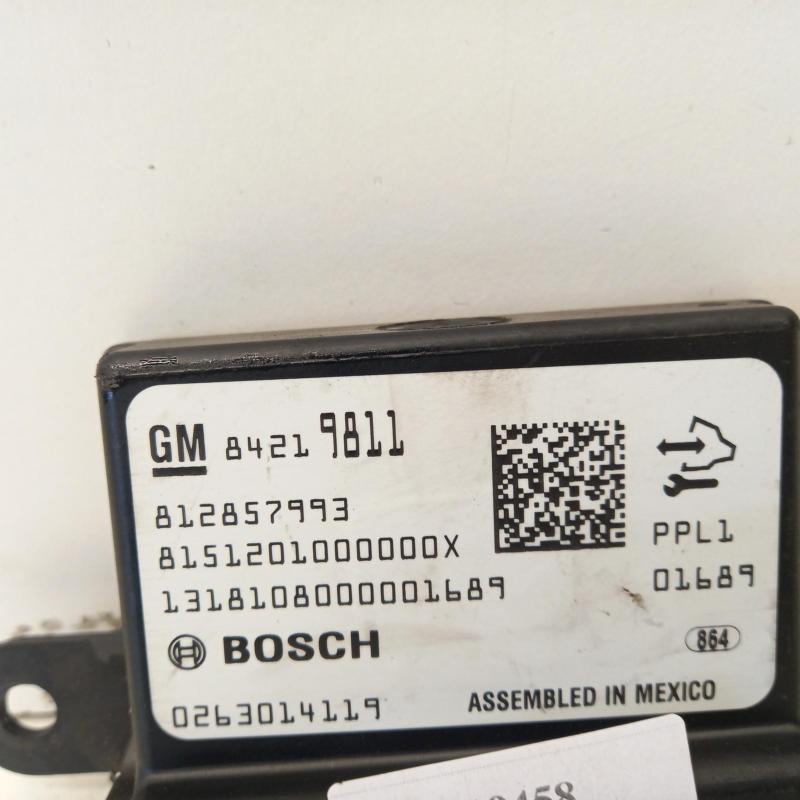 GM 84219811
812857993
8151201000000X
1318108000001689
PPL1
01689
BOSCH
864
0263014119
ASSEMBLED IN MEXICO